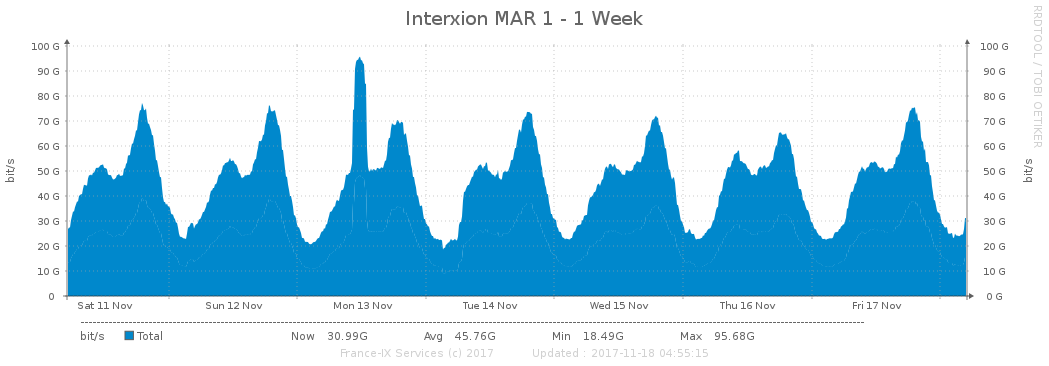 Interxion MAR 1 - 1 Week
RRDTOOL / TOBI OETIKER
bit/s
100 G
90 G
80 G
70 G
60 G
50 G
40 G
30 G
20 G
10 G
0
100 G
90 G
80 G
70 G
60 G
50 G
40 G
30 G
20 G
10 G
0 G
bit/s
Sat 11 Nov Sun 12 Nov Mon 13 Nov Tue 14 Nov Wed 15 Nov Thu 16 Nov Fri 17 Nov
bit/s Total Now 30.99G Avg 45.76G Min 18.49G Max 95.68G
France-IX Services (c) 2017 Updated : 2017-11-18 04:55:15